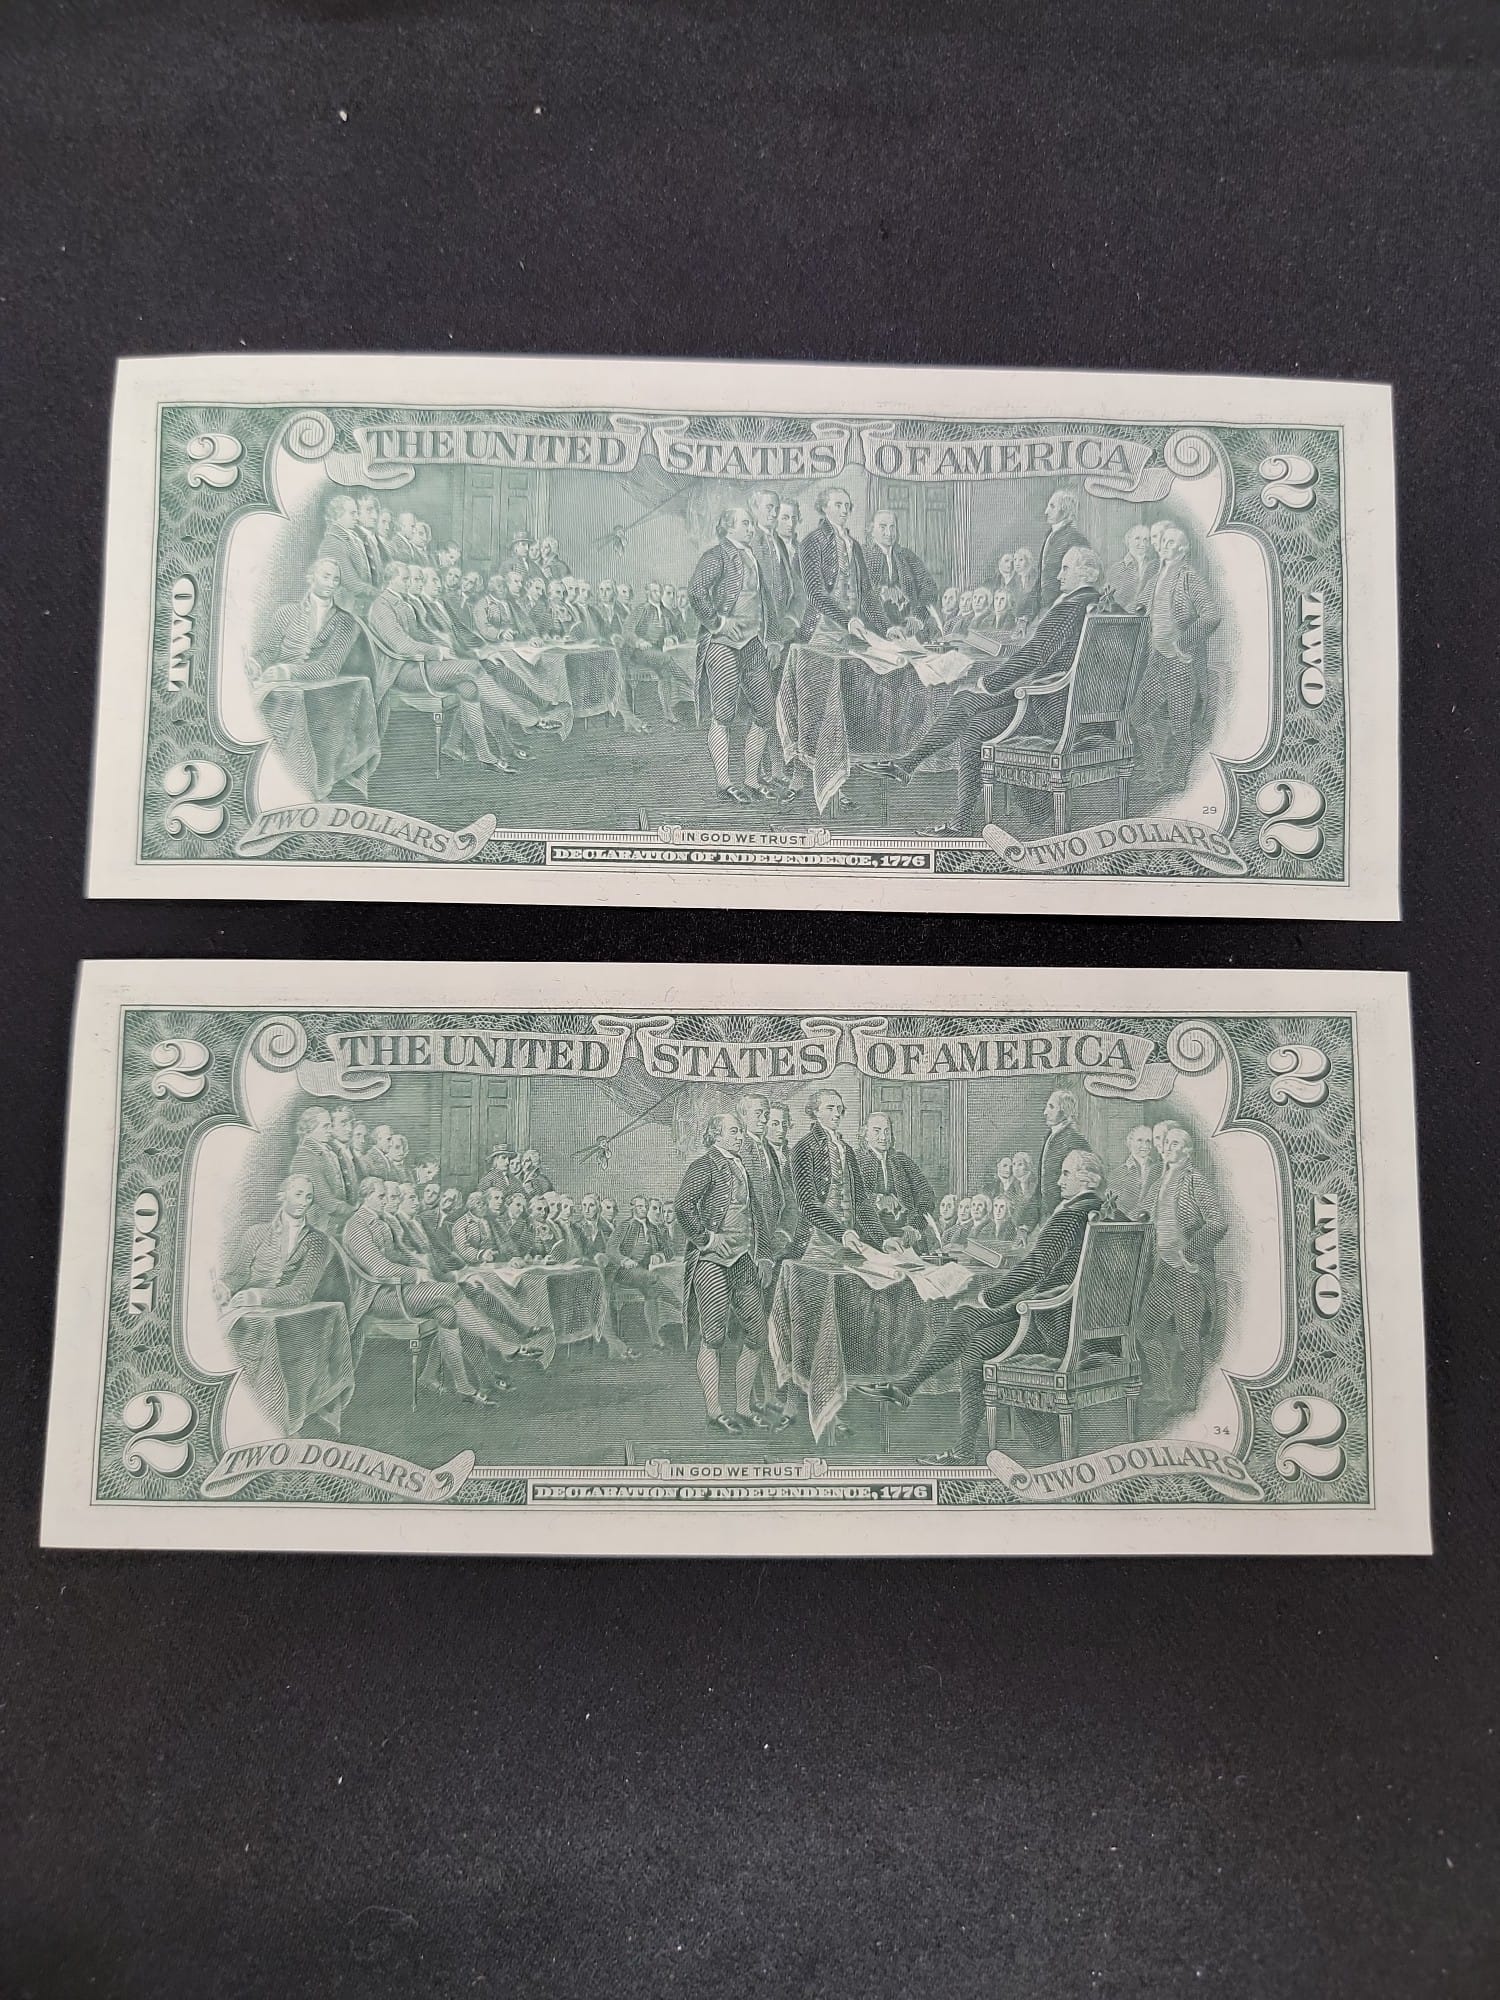 2 THE UNITED STATES OF AMERICA 2
TWO TWO
29
2 TWO DOLLARS IN GOD WE TRUST TWO DOLLARS 2
DECLARATION OF INDEPENDENCE, 1776
2 THE UNITED STATES OF AMERICA 2
TWO TWO
34
2 TWO DOLLARS IN GOD WE TRUST TWO DOLLARS 2
DECLARATION OF INDEPENDENCE, 1776